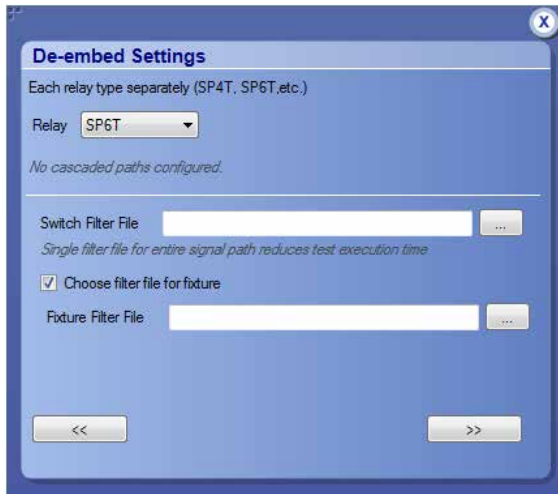 X
De-embed Settings
Each relay type separately (SP4T, SP6T,etc.)
Relay SP6T
No cascaded paths configured.
Switch Filter File ...
Single filter file for entire signal path reduces test execution time
Choose filter file for fixture
Fixture Filter File ...
<< >>